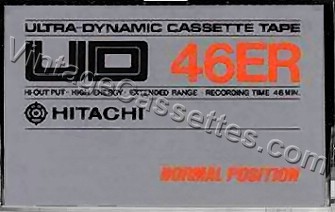 ULTRA-DYNAMIC CASSETTE TAPE
UD 46ER
HI-OUTPUT · HIGH-ENERGY · EXTENDED RANGE · RECORDING TIME 46 MIN.
HITACHI
NORMAL POSITION
VintageCassettes.com